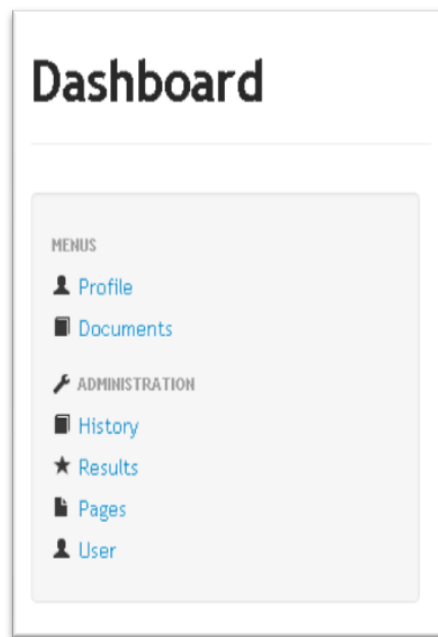 Dashboard
MENUS
Profile
Documents
ADMINISTRATION
History
Results
Pages
User